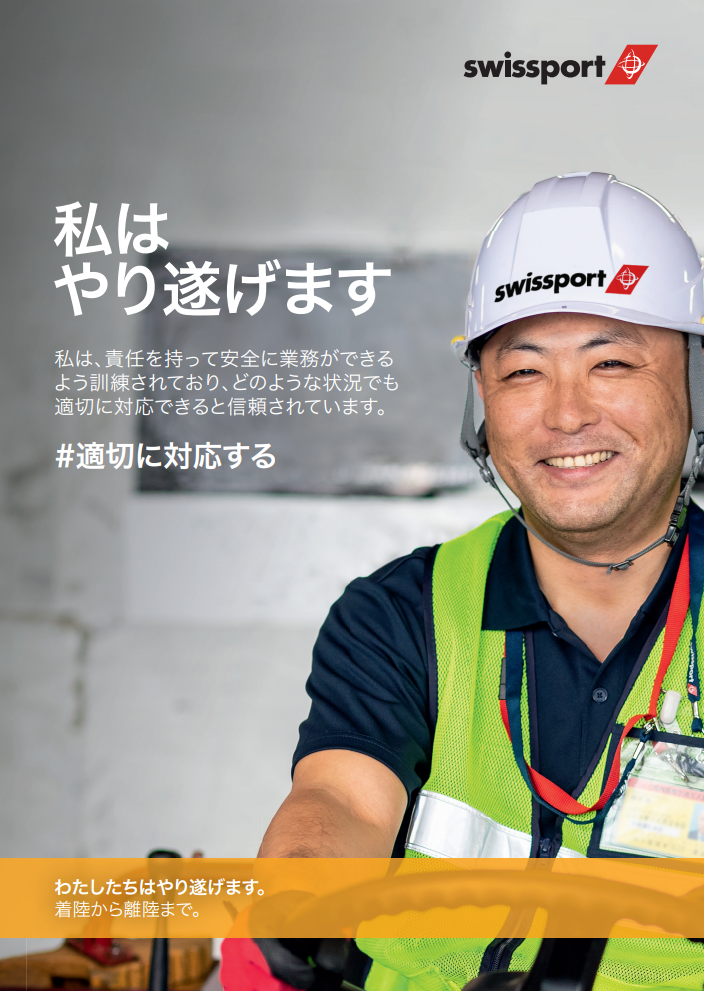 swissport
私は
やり遂げます
swissport
私は、責任を持って安全に業務ができる
よう訓練されており、どのような状況でも
適切に対応できると信頼されています。
#適切に対応する
わたしたちはやり遂げます。
着陸から離陸まで。